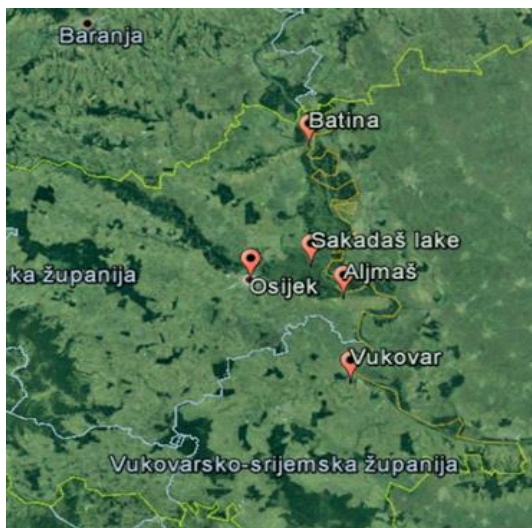 Baranja
Batina
Sakadaš lake
Aljmaš
ka županija
Osijek
Vukovar
Vukovarsko-srijemska županija